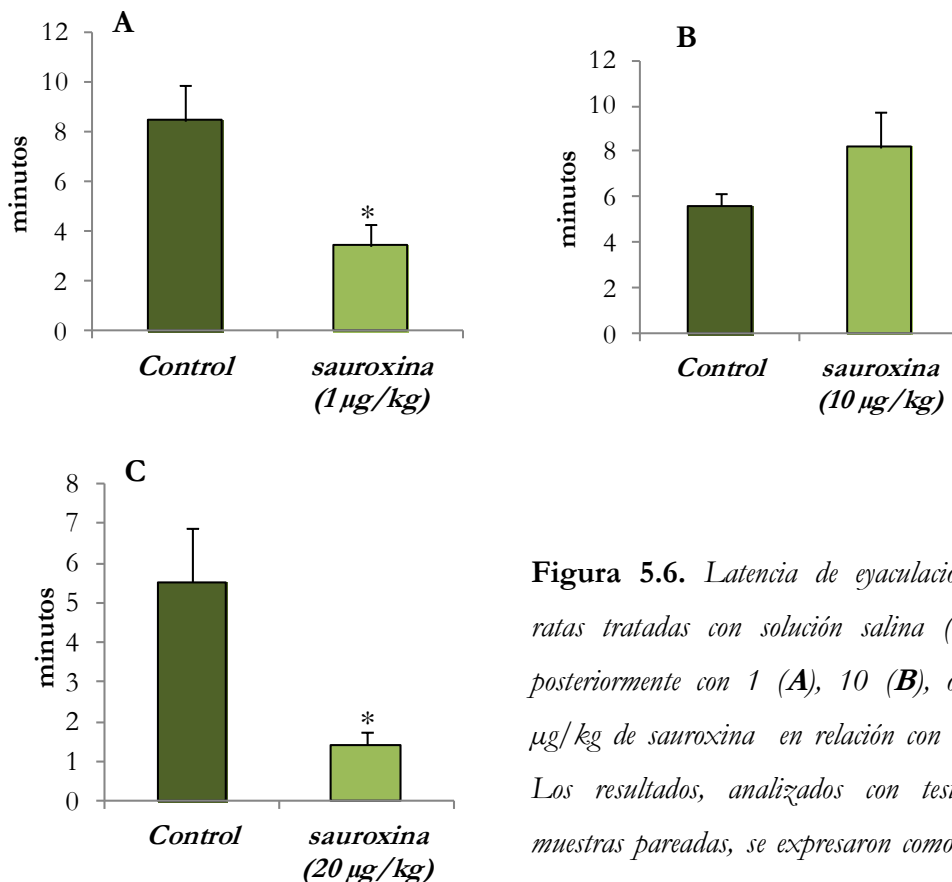 A
12
10
8
6
4
2
0
minutos
*
Control
sauroxina
(1 µg/kg)
B
12
10
8
6
4
2
0
minutos
Control
sauroxina
(10 µg/kg)
C
8
7
6
5
4
3
2
1
0
minutos
*
Control
sauroxina
(20 µg/kg)
Figura 5.6. Latencia de eyaculació
ratas tratadas con solución salina (
posteriormente con 1 (A), 10 (B), o
µg/kg de sauroxina en relación con
Los resultados, analizados con tes
muestras pareadas, se expresaron como